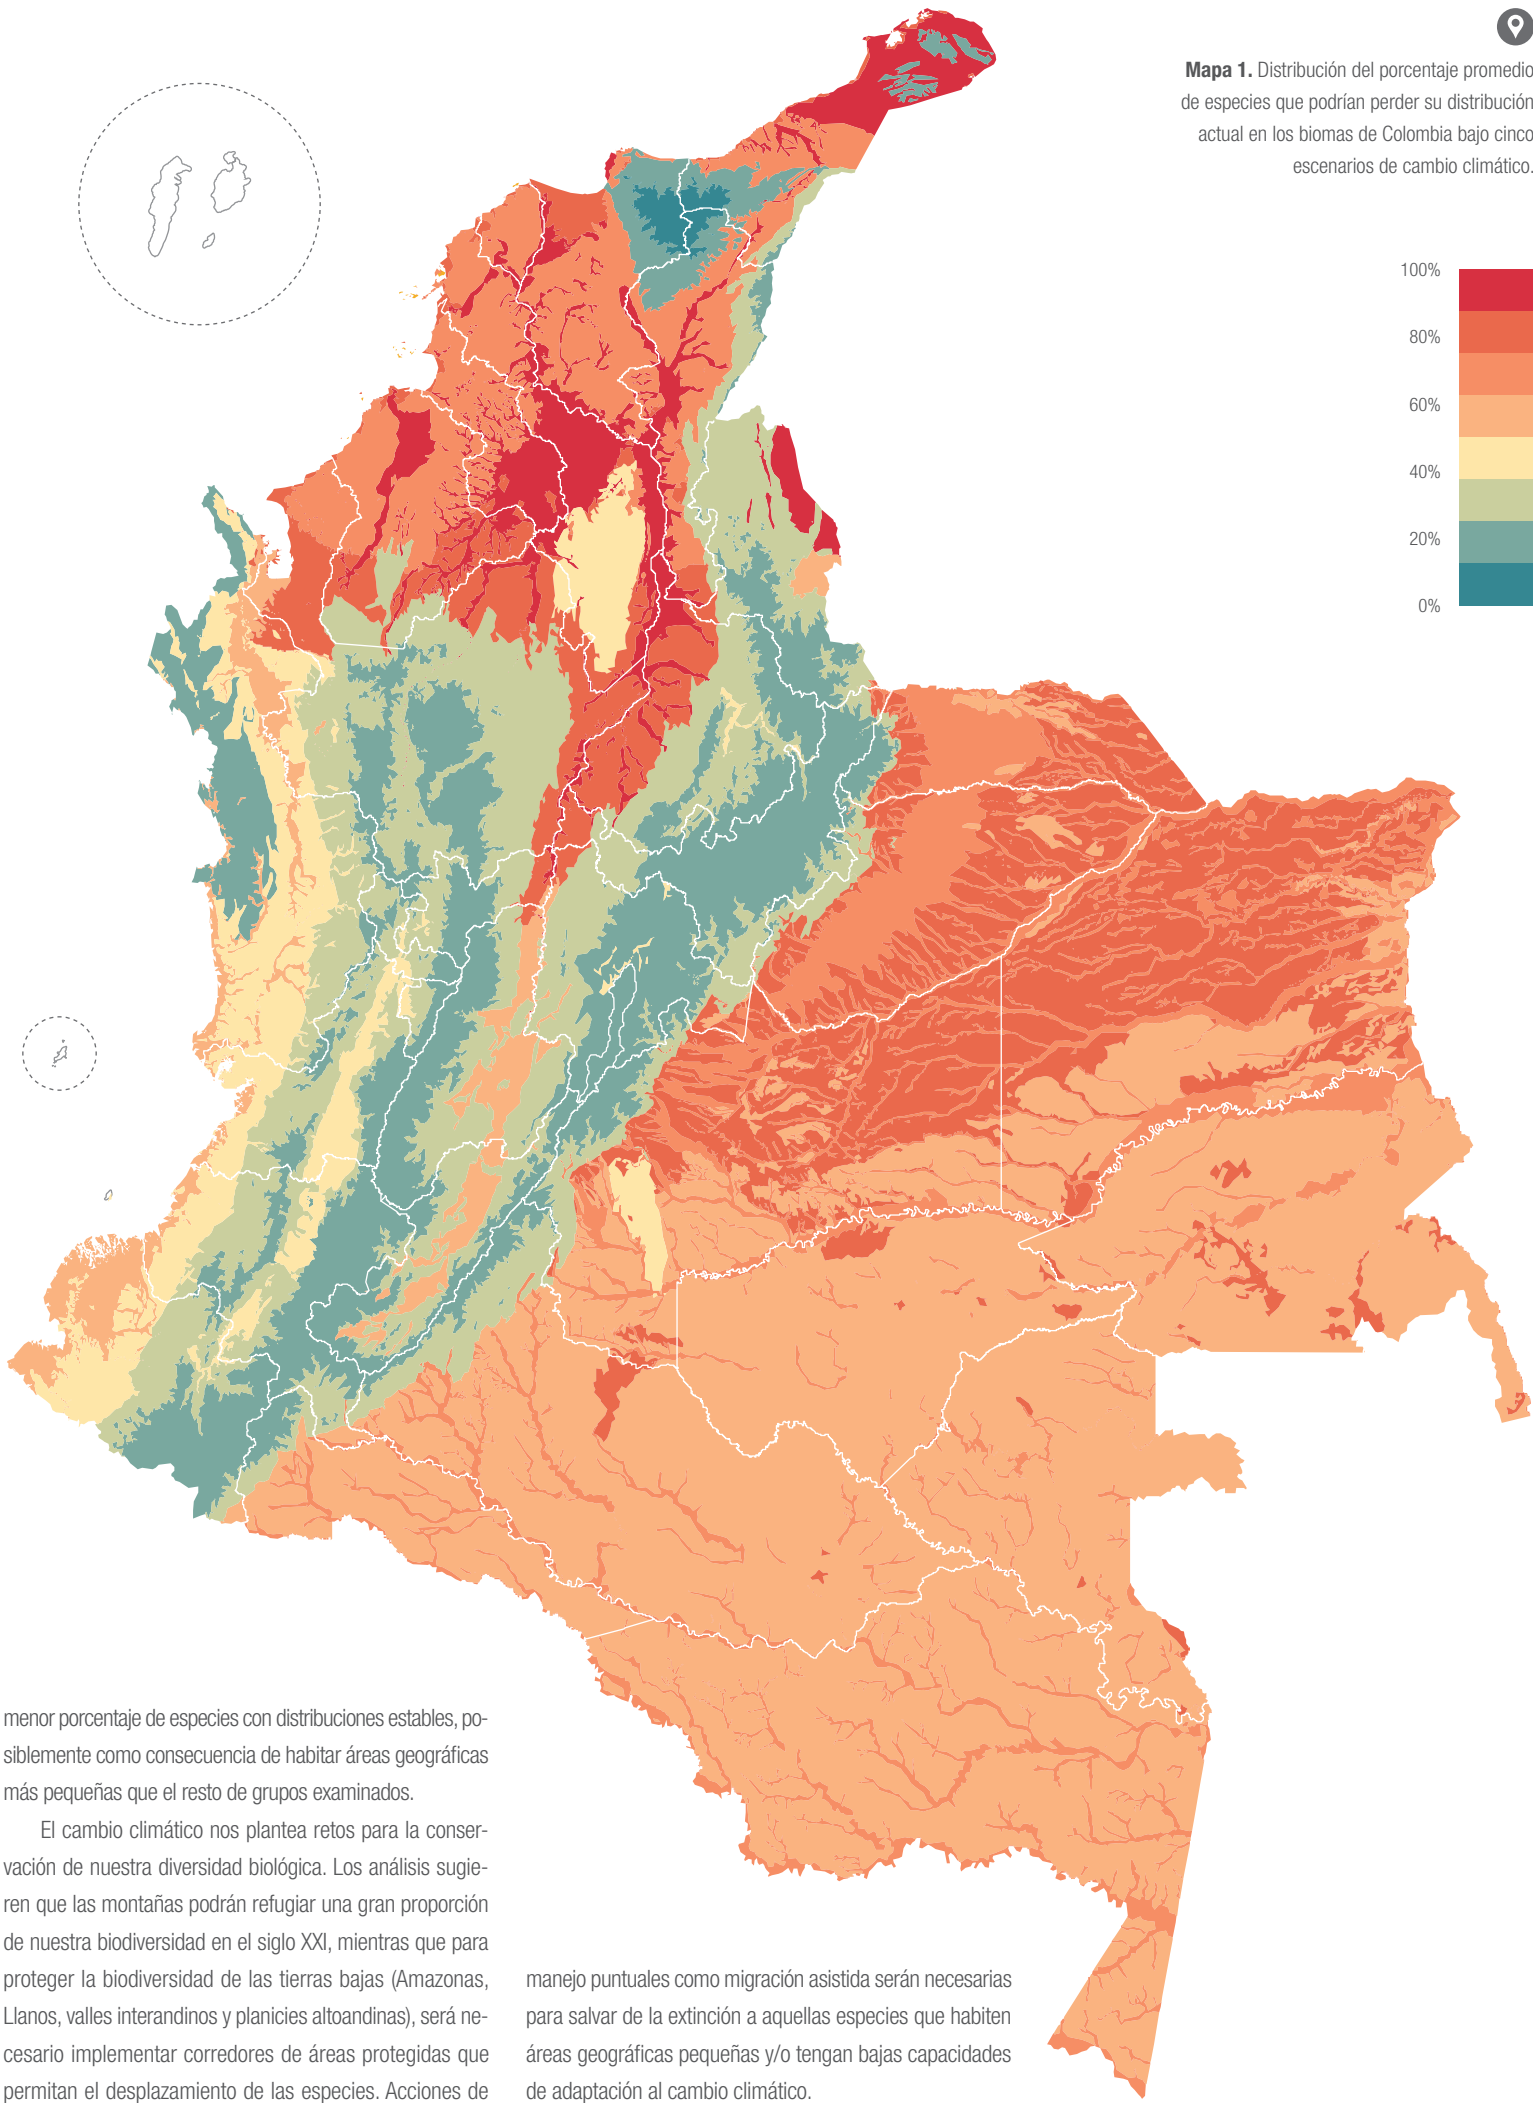 Mapa 1. Distribución del porcentaje promedio
de especies que podrían perder su distribución
actual en los biomas de Colombia bajo cinco
escenarios de cambio climático.
100%
80%
60%
40%
20%
0%
menor porcentaje de especies con distribuciones estables, po-
siblemente como consecuencia de habitar áreas geográficas
más pequeñas que el resto de grupos examinados.
El cambio climático nos plantea retos para la conser-
vación de nuestra diversidad biológica. Los análisis sugie-
ren que las montañas podrán refugiar una gran proporción
de nuestra biodiversidad en el siglo XXI, mientras que para
proteger la biodiversidad de las tierras bajas (Amazonas,
Llanos, valles interandinos y planicies altoandinas), será ne-
cesario implementar corredores de áreas protegidas que
permitan el desplazamiento de las especies. Acciones de
manejo puntuales como migración asistida serán necesarias
para salvar de la extinción a aquellas especies que habiten
áreas geográficas pequeñas y/o tengan bajas capacidades
de adaptación al cambio climático.